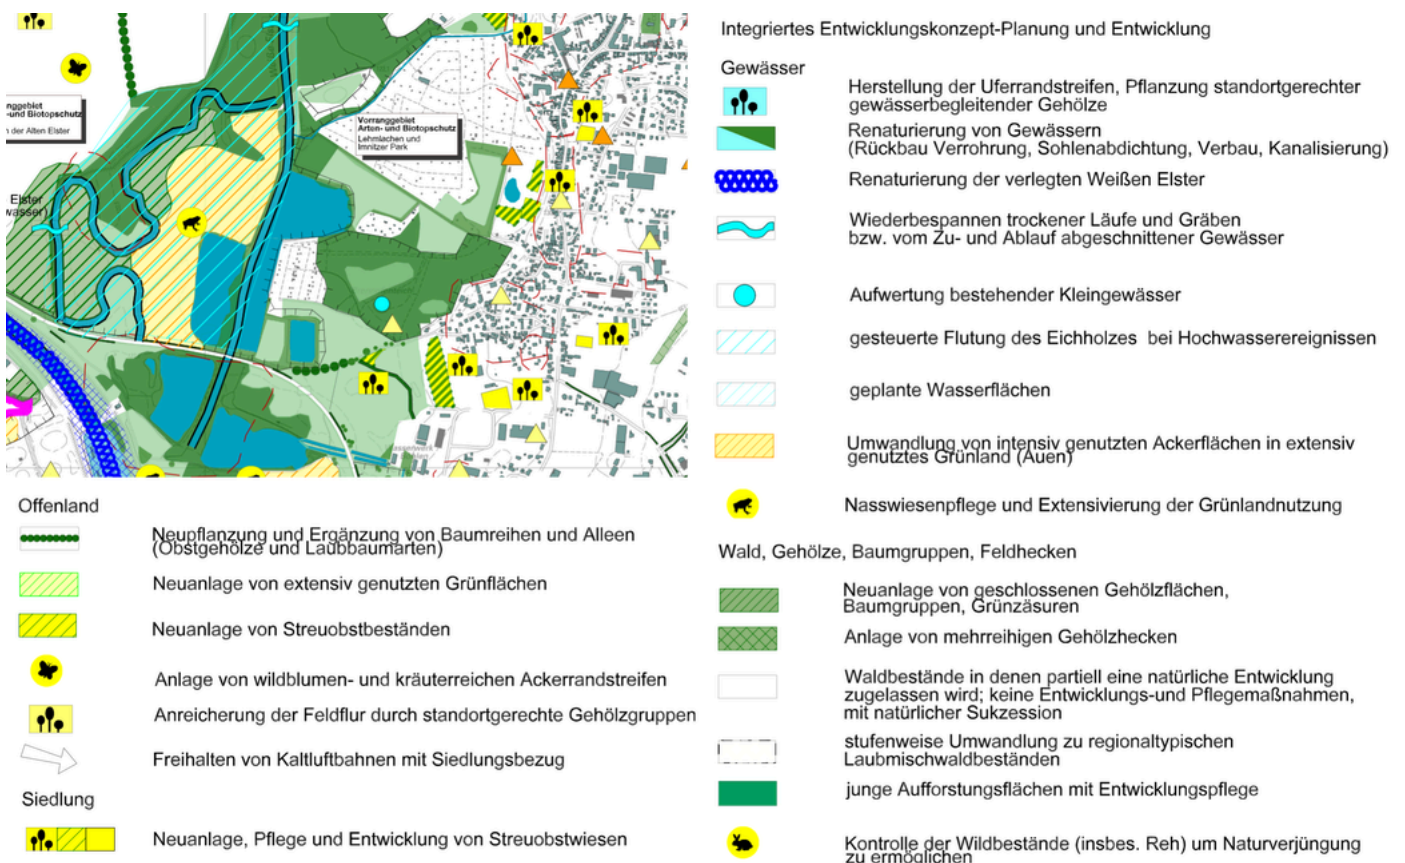 nggebiet
-und Biotopschutz
der Alten Elster
Vorranggebiet
Arten- und Biotopschutz
Lehmlachen und
Imnitzer Park
Elster
wasser)
Integriertes Entwicklungskonzept-Planung und Entwicklung
Gewässer
Herstellung der Uferrandstreifen, Pflanzung standortgerechter
gewässerbegleitender Gehölze
Renaturierung von Gewässern
(Rückbau Verrohrung, Sohlenabdichtung, Verbau, Kanalisierung)
Renaturierung der verlegten Weißen Elster
Wiederbespannen trockener Läufe und Gräben
bzw. vom Zu- und Ablauf abgeschnittener Gewässer
Aufwertung bestehender Kleingewässer
gesteuerte Flutung des Eichholzes bei Hochwasserereignissen
geplante Wasserflächen
Umwandlung von intensiv genutzten Ackerflächen in extensiv
genutztes Grünland (Auen)
Nasswiesenpflege und Extensivierung der Grünlandnutzung
Wald, Gehölze, Baumgruppen, Feldhecken
Neuanlage von geschlossenen Gehölzflächen,
Baumgruppen, Grünzäsuren
Anlage von mehrreihigen Gehölzhecken
Waldbestände in denen partiell eine natürliche Entwicklung
zugelassen wird; keine Entwicklungs-und Pflegemaßnahmen,
mit natürlicher Sukzession
stufenweise Umwandlung zu regionaltypischen
Laubmischwaldbeständen
junge Aufforstungsflächen mit Entwicklungspflege
Kontrolle der Wildbestände (insbes. Reh) um Naturverjüngung
zu ermöglichen
Offenland
Neupflanzung und Ergänzung von Baumreihen und Alleen
(Obstgehölze und Laubbaumarten)
Neuanlage von extensiv genutzten Grünflächen
Neuanlage von Streuobstbeständen
Anlage von wildblumen- und kräuterreichen Ackerrandstreifen
Anreicherung der Feldflur durch standortgerechte Gehölzgruppen
Freihalten von Kaltluftbahnen mit Siedlungsbezug
Siedlung
Neuanlage, Pflege und Entwicklung von Streuobstwiesen